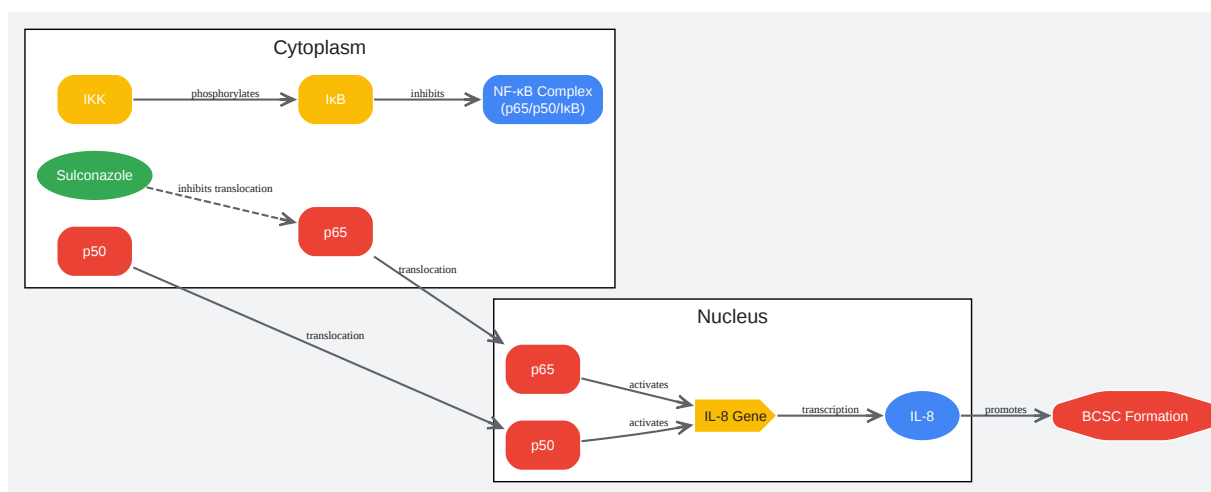 Cytoplasm
IKK
phosphorylates
IκB
inhibits
NF-κB Complex
(p65/p50/IκB)
Sulconazole
inhibits translocation
p65
p50
translocation
translocation
Nucleus
p65
activates
IL-8 Gene
transcription
IL-8
promotes
BCSC Formation
activates
p50